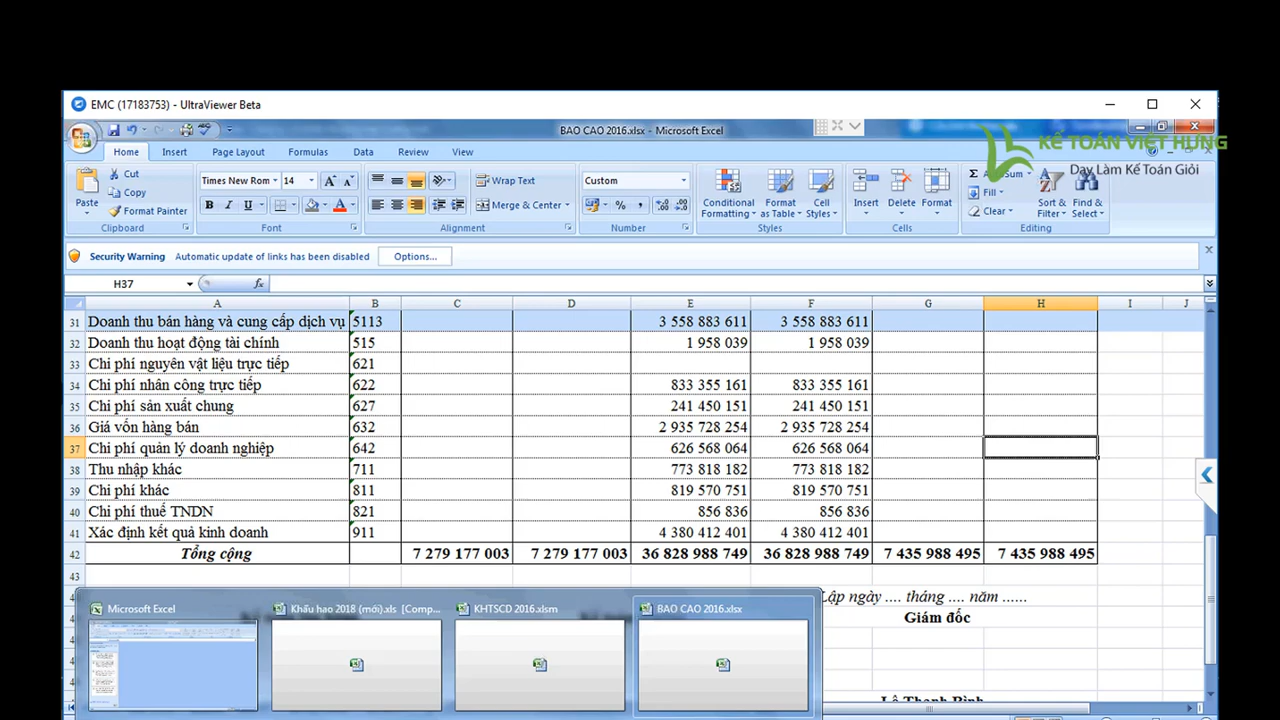 EMC (17183753) - UltraViewer Beta
BAO CAO 2016.xlsx - Microsoft Excel
KẾ TOÁN VIỆT HƯNG
Dạy Làm Kế Toán Giỏi
Home Insert Page Layout Formulas Data Review View
Cut
Copy
Format Painter
Paste
Clipboard
Times New Rom 14
B I U
Font
Wrap Text
Merge & Center
Alignment
Custom
Number
Conditional Formatting
Format as Table
Cell Styles
Styles
Insert Delete Format
Cells
Fill
Clear
Sort & Filter
Find & Select
Editing
Security Warning Automatic update of links has been disabled Options...
H37 fx
A B C D E F G H I J
31 Doanh thu bán hàng và cung cấp dịch vụ 5113 3 558 883 611 3 558 883 611
32 Doanh thu hoạt động tài chính 515 1 958 039 1 958 039
33 Chi phí nguyên vật liệu trực tiếp 621
34 Chi phí nhân công trực tiếp 622 833 355 161 833 355 161
35 Chi phí sản xuất chung 627 241 450 151 241 450 151
36 Giá vốn hàng bán 632 2 935 728 254 2 935 728 254
37 Chi phí quản lý doanh nghiệp 642 626 568 064 626 568 064
38 Thu nhập khác 711 773 818 182 773 818 182
39 Chi phí khác 811 819 570 751 819 570 751
40 Chi phí thuế TNDN 821 856 836 856 836
41 Xác định kết quả kinh doanh 911 4 380 412 401 4 380 412 401
42 Tổng cộng 7 279 177 003 7 279 177 003 36 828 988 749 36 828 988 749 7 435 988 495 7 435 988 495
43
Lập ngày .... tháng .... năm ......
Giám đốc
Microsoft Excel
Khấu hao 2018 (mới).xls [Comp...
KHTSCD 2016.xlsm
BAO CAO 2016.xlsx